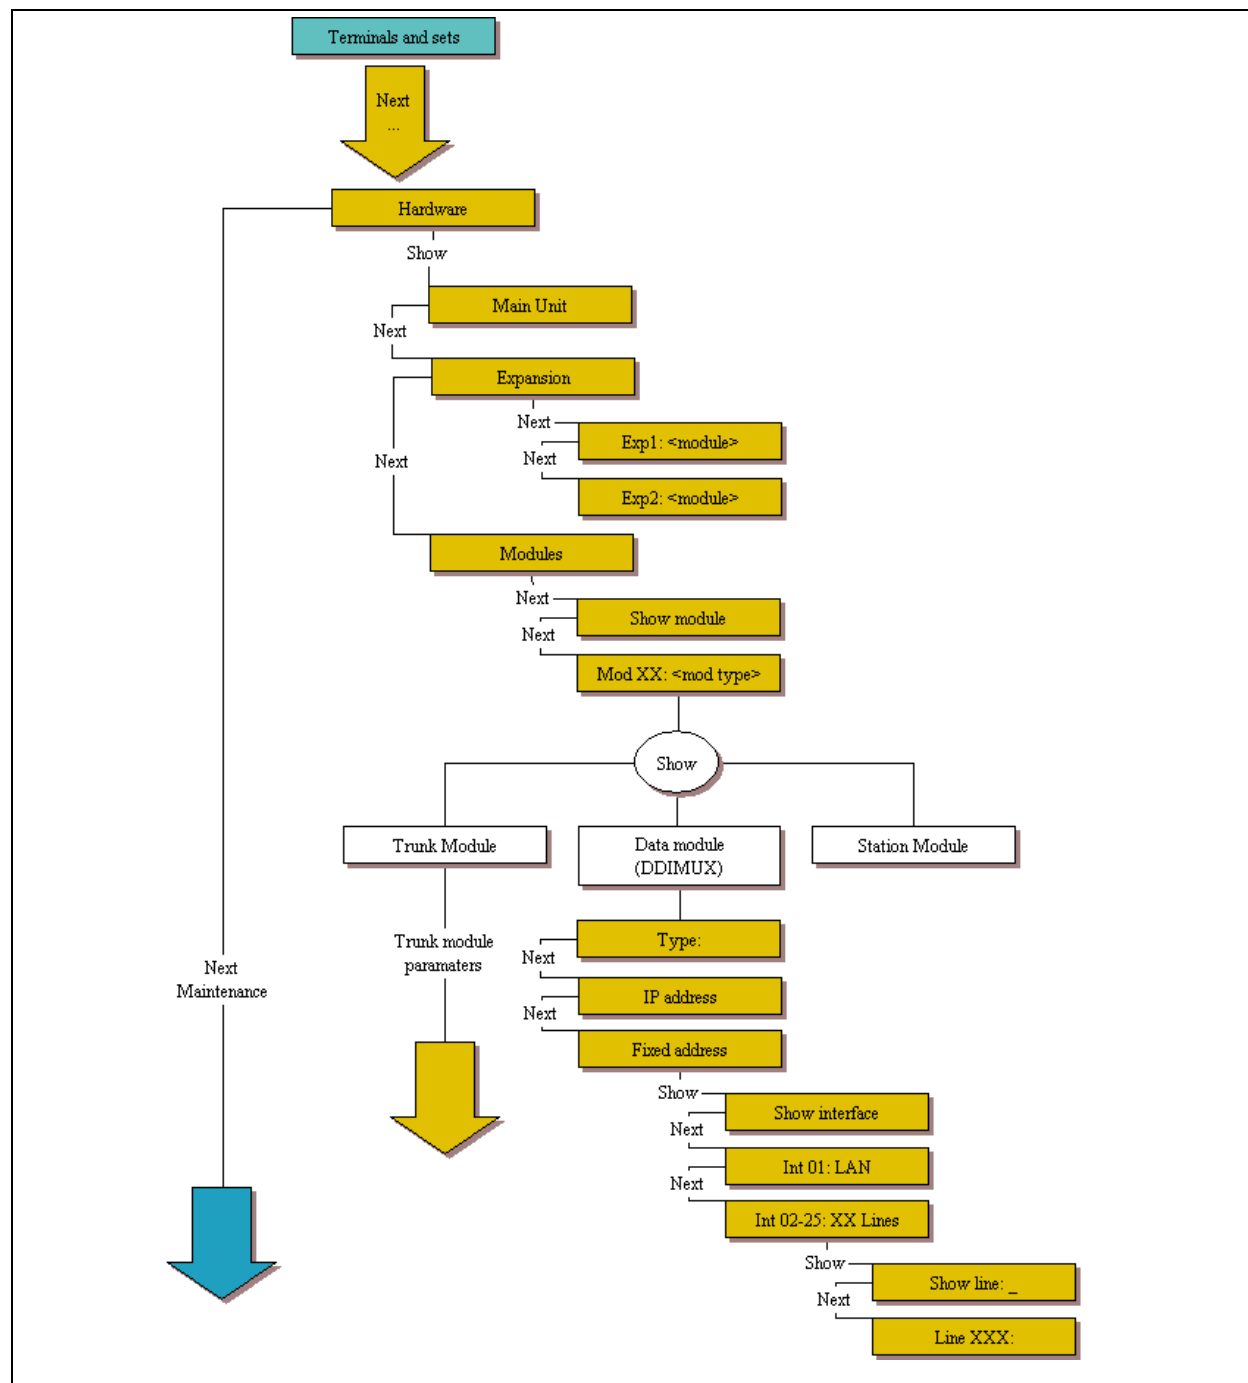 Terminals and sets
Next
...
Hardware
Show
Main Unit
Next
Expansion
Next
Exp1: <module>
Next
Next
Exp2: <module>
Modules
Next
Show module
Next
Mod XX: <mod type>
Show
Trunk Module
Data module
(DDIMUX)
Station Module
Trunk module
paramaters
Type:
Next
Next
Maintenance
IP address
Next
Fixed address
Show
Show interface
Next
Int 01: LAN
Next
Int 02-25: XX Lines
Show
Show line: _
Next
Line XXX: